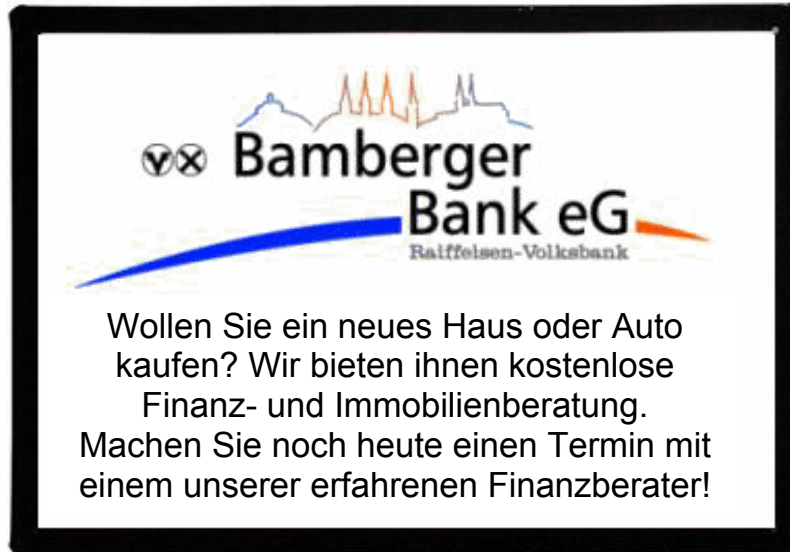 Bamberger
Bank eG
Raiffeisen-Volksbank
Wollen Sie ein neues Haus oder Auto
kaufen? Wir bieten ihnen kostenlose
Finanz- und Immobilienberatung.
Machen Sie noch heute einen Termin mit
einem unserer erfahrenen Finanzberater!